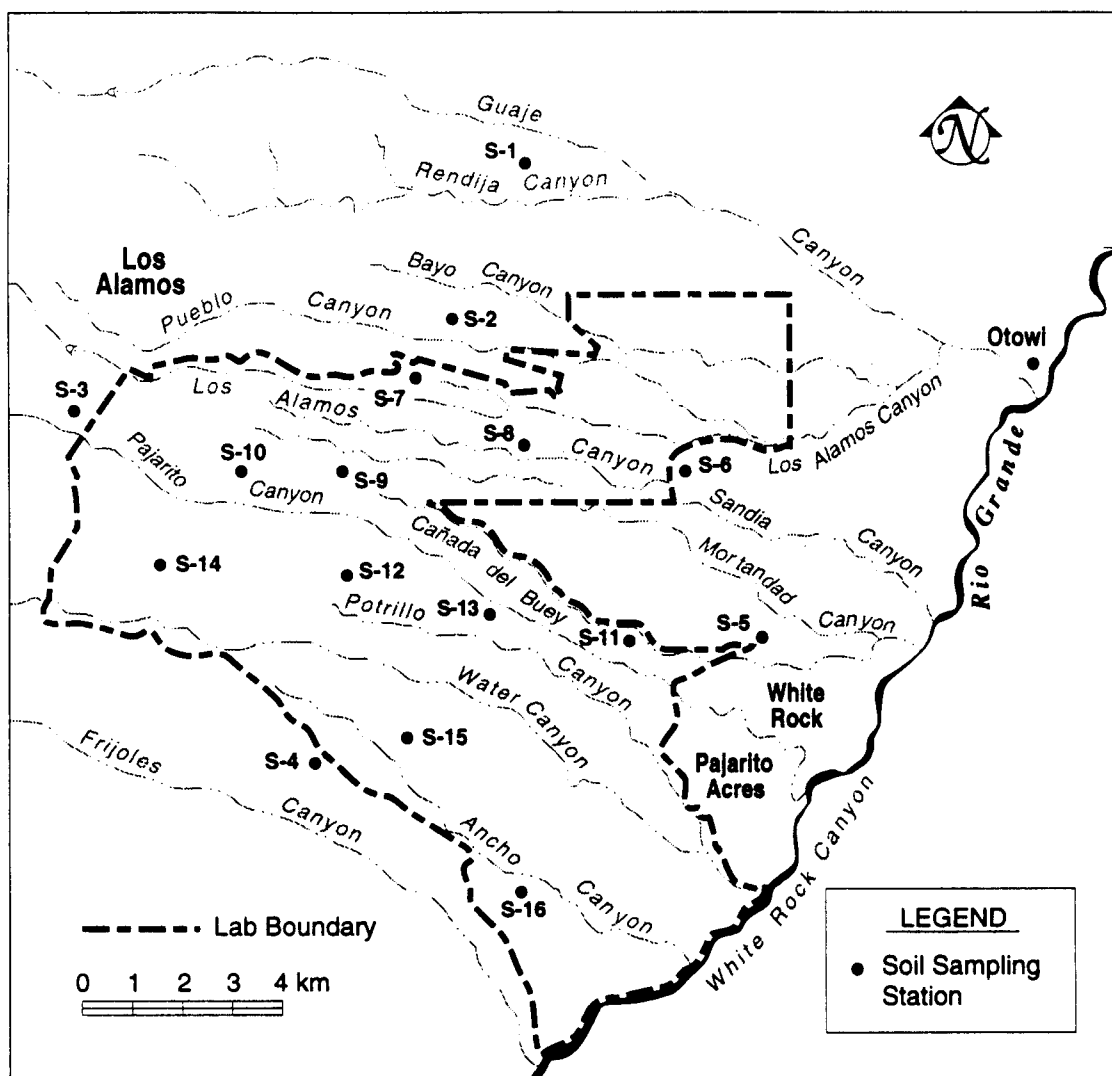 Guaje
S-1
Rendija Canyon
N
Canyon
Los
Alamos
Bayo Canyon
Pueblo Canyon
S-2
Otowi
S-3
Los Alamos Canyon
S-7
S-8
Los Alamos Canyon
S-6
S-10
S-9
Pajarito Canyon
Sandia Canyon
Rio Grande
Cañada del Buey
Mortandad Canyon
S-14
S-12
S-13
Potrillo Canyon
S-11
S-5
Water Canyon
White
Rock
S-15
S-4
Pajarito
Acres
Frijoles Canyon
Ancho Canyon
S-16
White Rock Canyon
Lab Boundary
0 1 2 3 4 km
LEGEND
Soil Sampling
Station